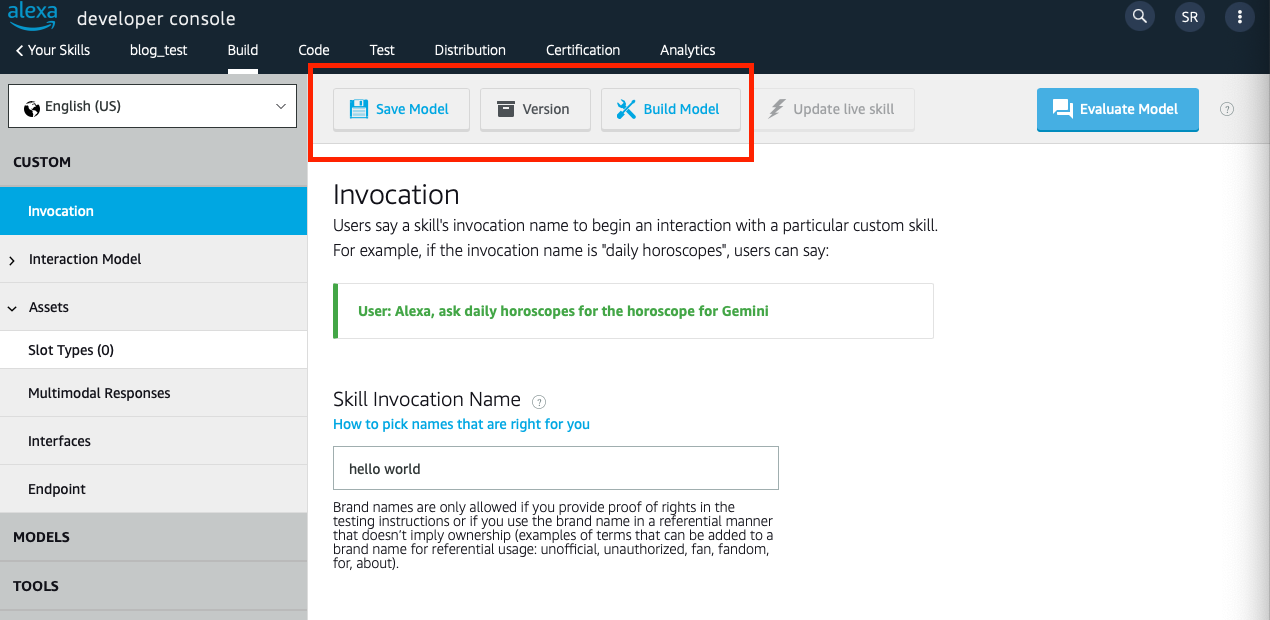 alexa
developer console
SR
Your Skills
blog_test
Build
Code
Test
Distribution
Certification
Analytics
English (US)
Save Model
Version
Build Model
Update live skill
Evaluate Model
?
CUSTOM
Invocation
Interaction Model
Assets
Slot Types (0)
Multimodal Responses
Interfaces
Endpoint
MODELS
TOOLS
Invocation
Users say a skill's invocation name to begin an interaction with a particular custom skill.
For example, if the invocation name is "daily horoscopes", users can say:
User: Alexa, ask daily horoscopes for the horoscope for Gemini
Skill Invocation Name ?
How to pick names that are right for you
hello world
Brand names are only allowed if you provide proof of rights in the
testing instructions or if you use the brand name in a referential manner
that doesn’t imply ownership (examples of terms that can be added to a
brand name for referential usage: unofficial, unauthorized, fan, fandom,
for, about).